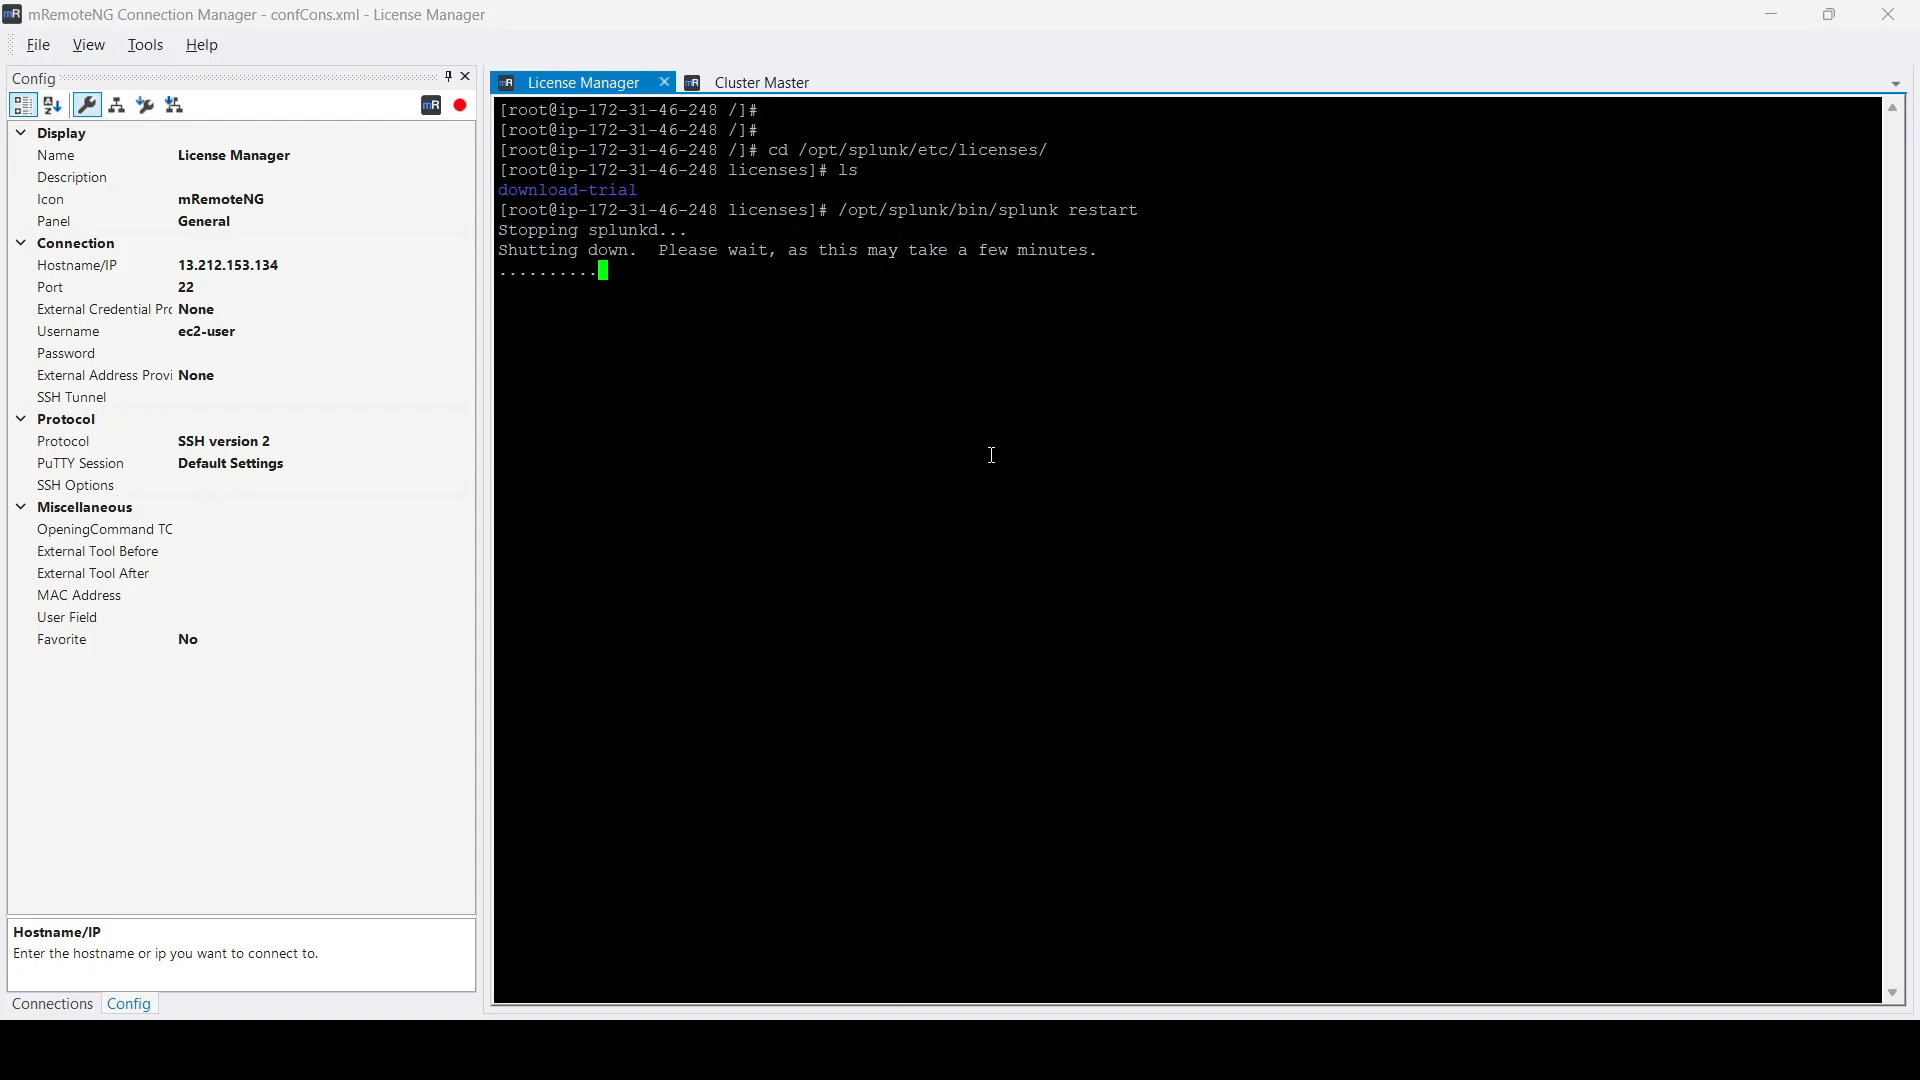 mR mRemoteNG Connection Manager - confCons.xml - License Manager
File View Tools Help
Config
mR
Display
Name License Manager
Description
Icon mRemoteNG
Panel General
Connection
Hostname/IP 13.212.153.134
Port 22
External Credential Prc None
Username ec2-user
Password
External Address Provi None
SSH Tunnel
Protocol
Protocol SSH version 2
PuTTY Session Default Settings
SSH Options
Miscellaneous
OpeningCommand TC
External Tool Before
External Tool After
MAC Address
User Field
Favorite No
Hostname/IP
Enter the hostname or ip you want to connect to.
Connections Config
mR License Manager mR Cluster Master
[root@ip-172-31-46-248 /]#
[root@ip-172-31-46-248 /]#
[root@ip-172-31-46-248 /]# cd /opt/splunk/etc/licenses/
[root@ip-172-31-46-248 licenses]# ls
download-trial
[root@ip-172-31-46-248 licenses]# /opt/splunk/bin/splunk restart
Stopping splunkd...
Shutting down.  Please wait, as this may take a few minutes.
..........